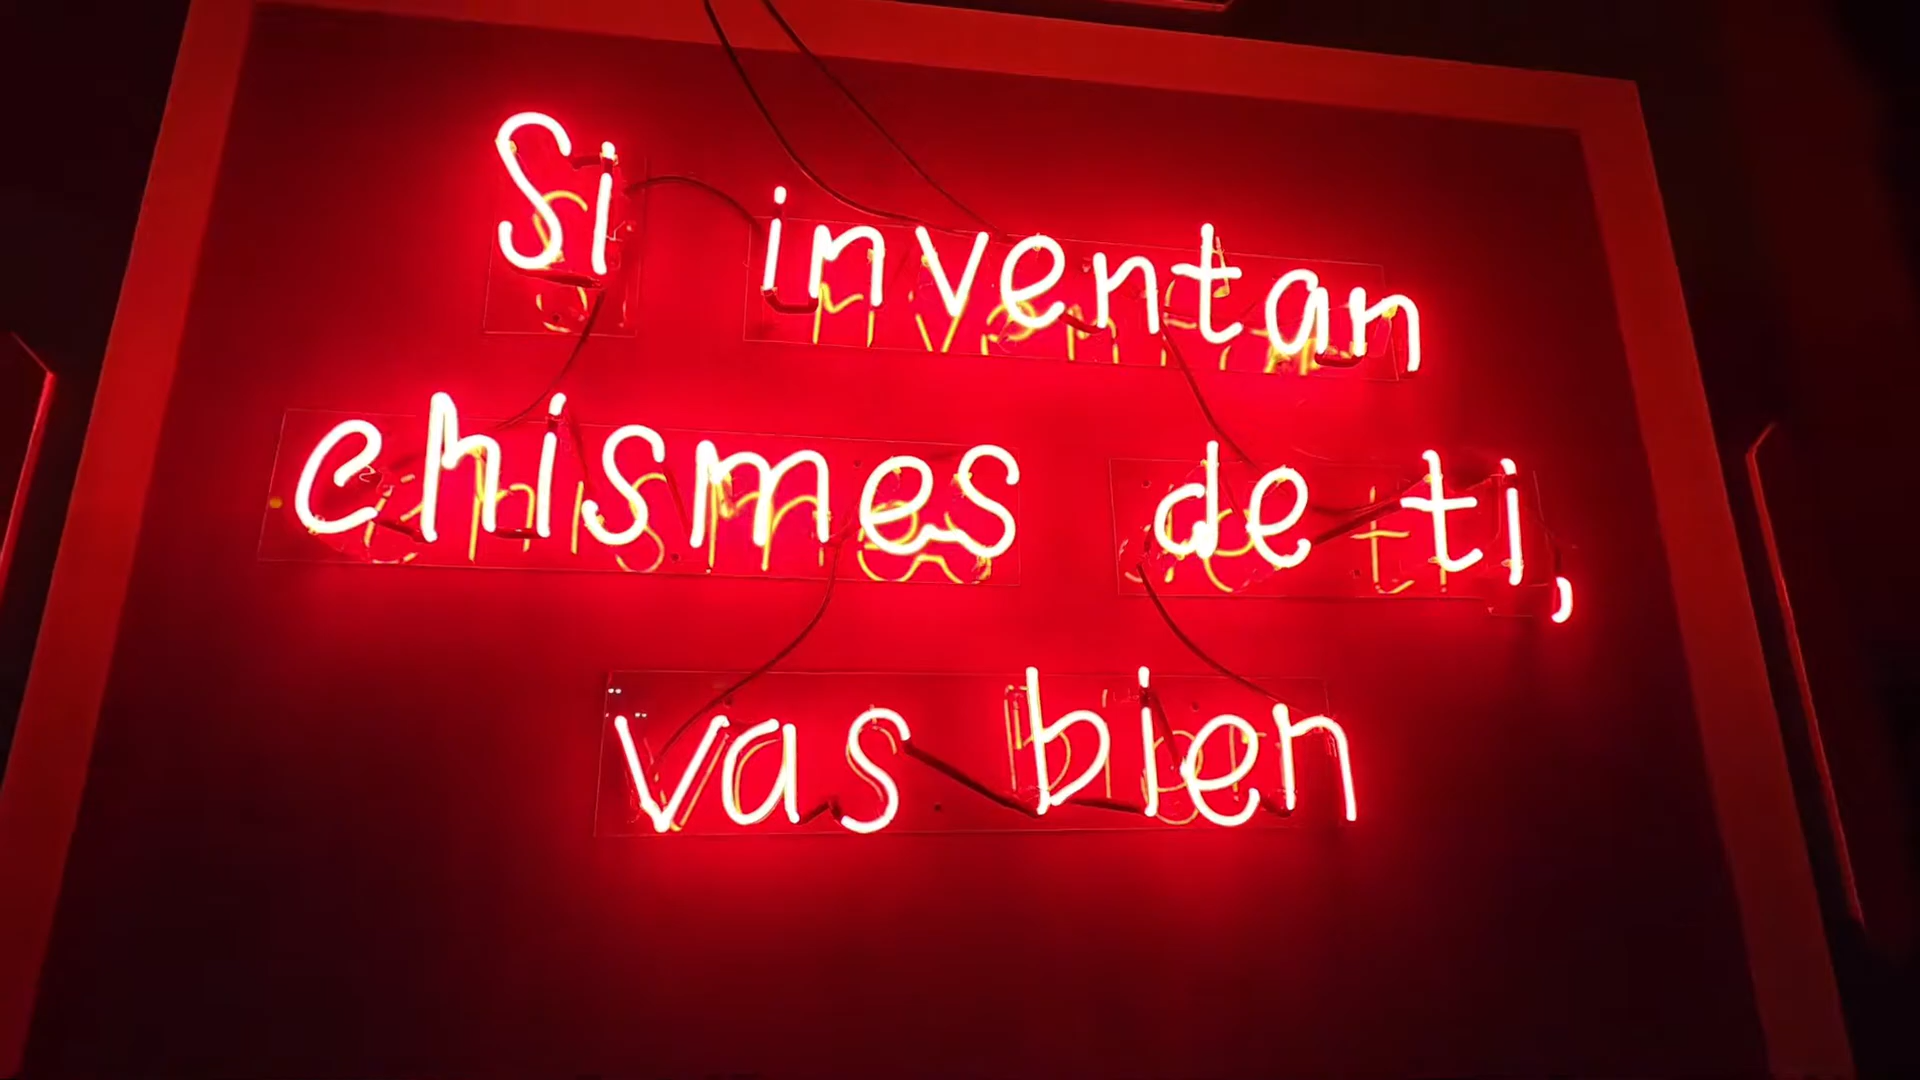 Si inventan
chismes de ti,
vas bien